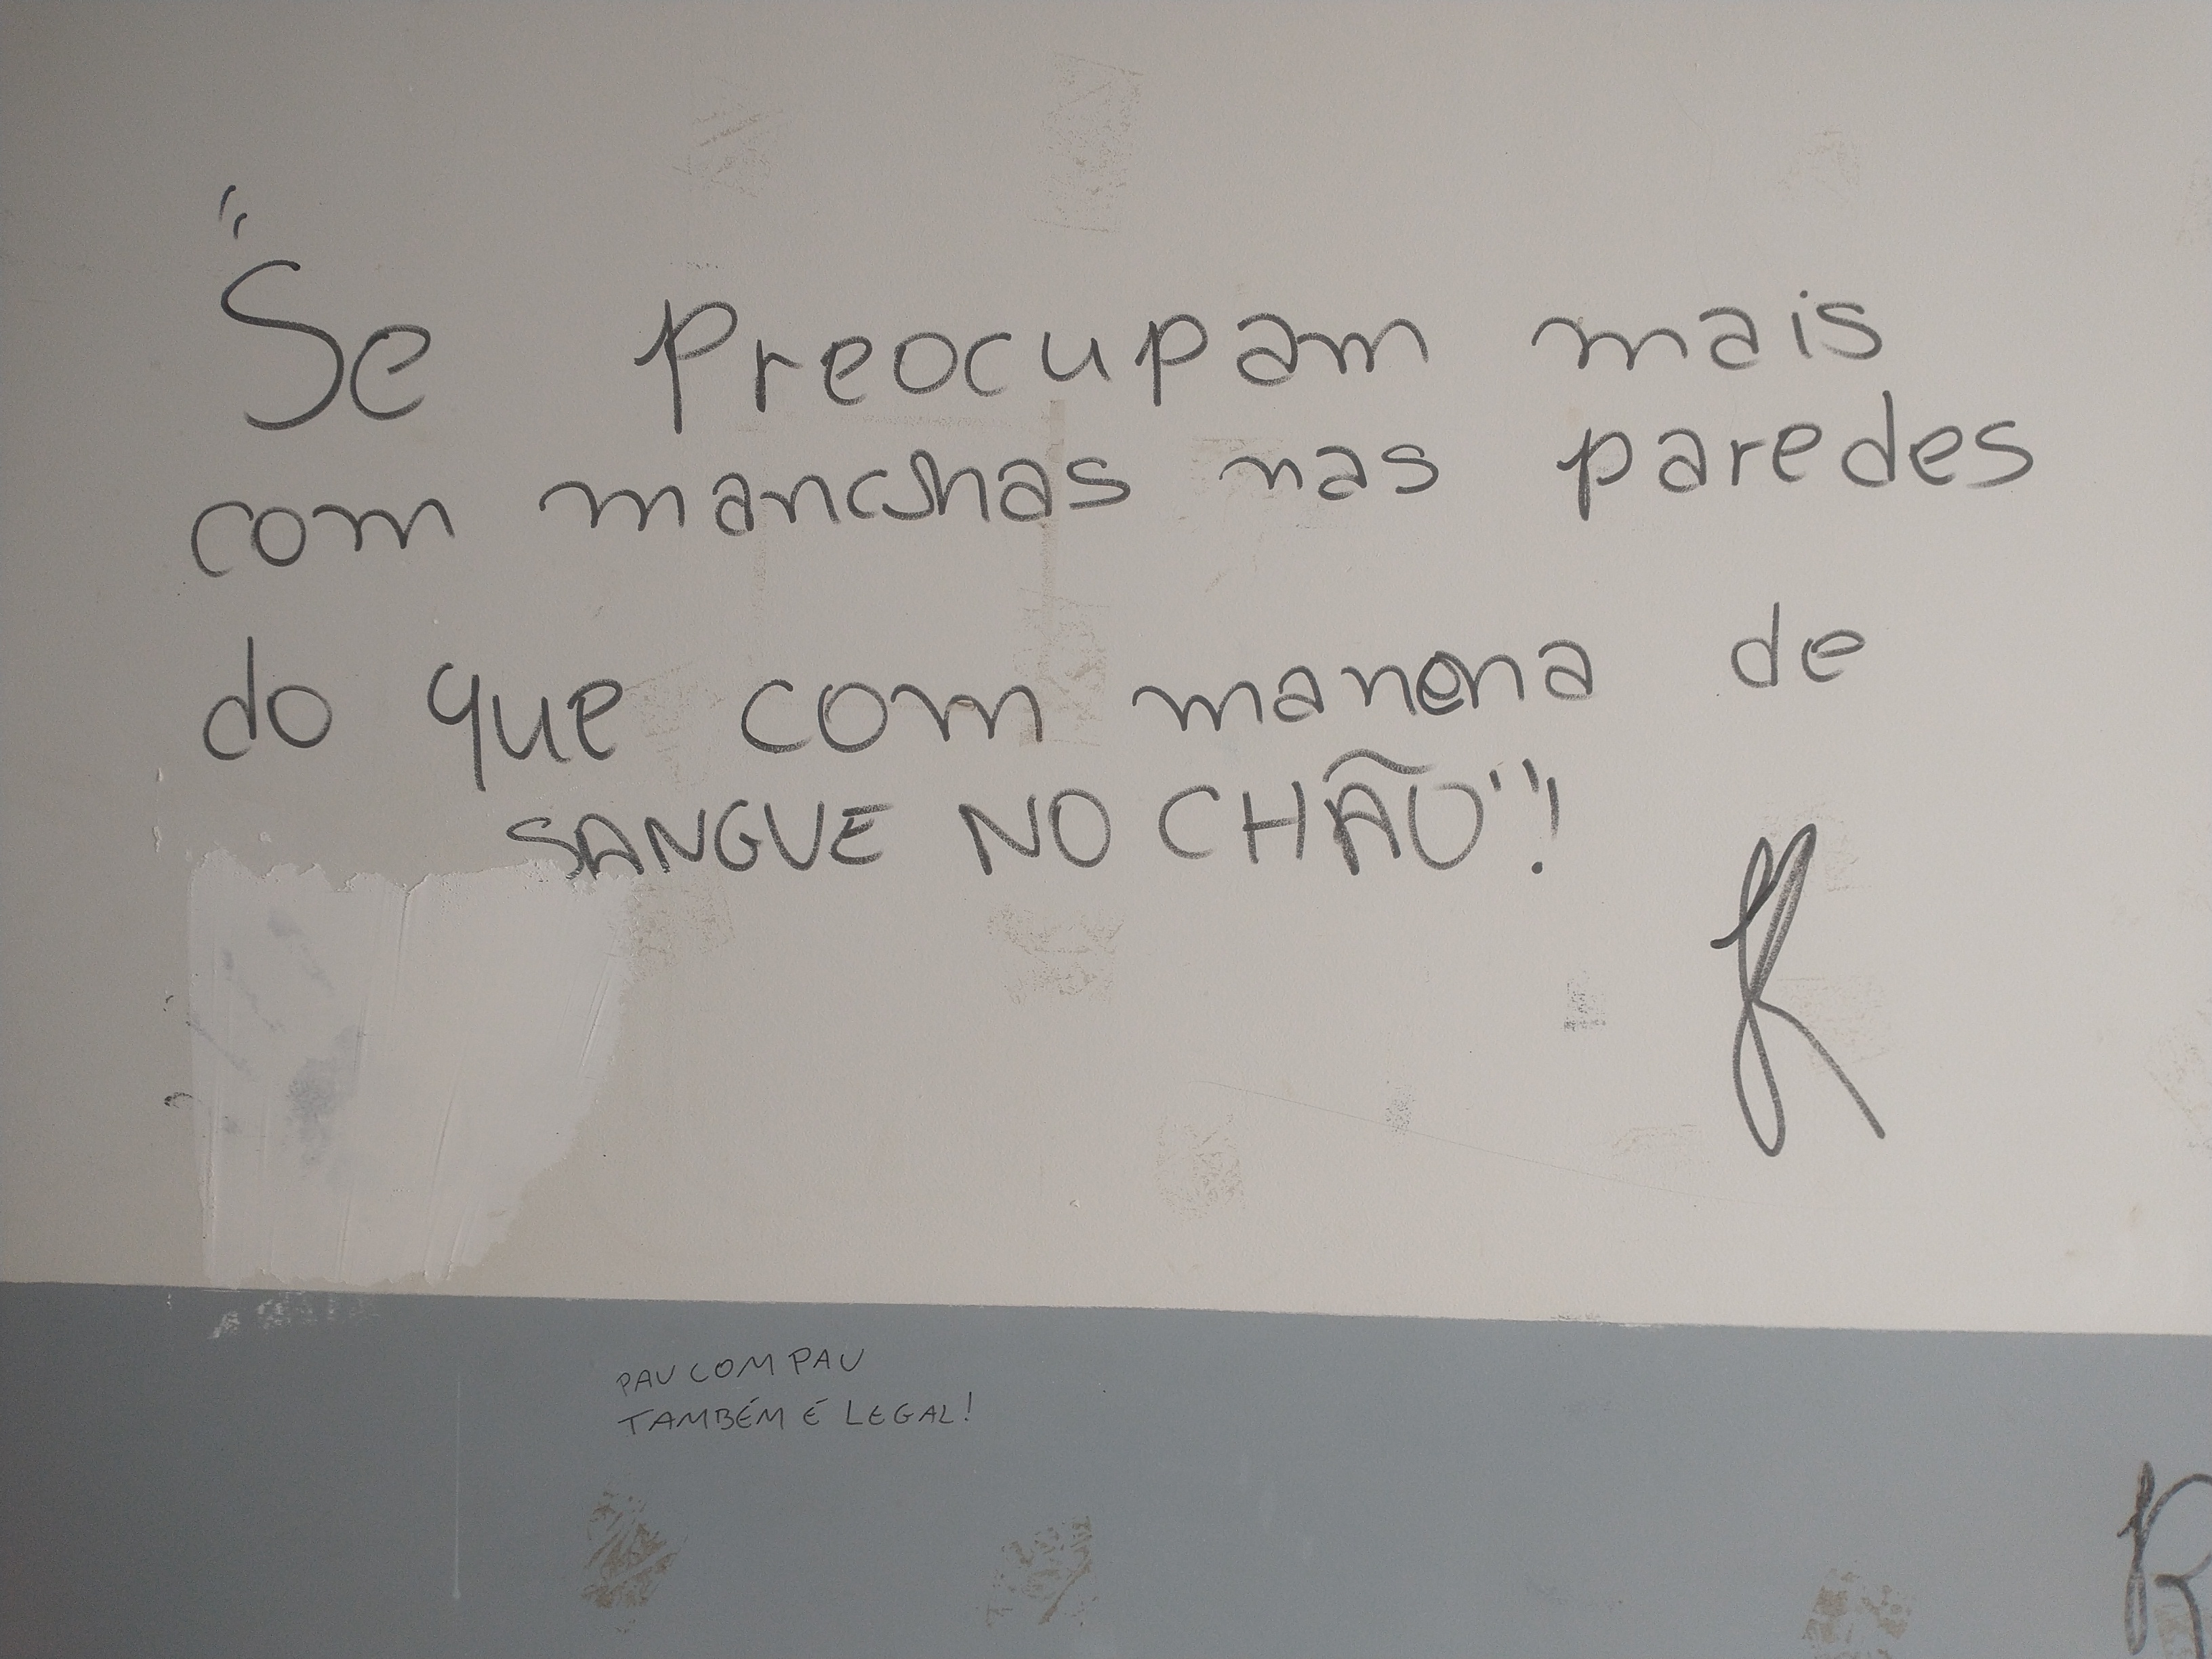 "Se Preocupam mais
com manchas nas paredes
do que com manena de
SANGUE NO CHÃO"!
PAU COM PAU
TAMBÉM É LEGAL!
R